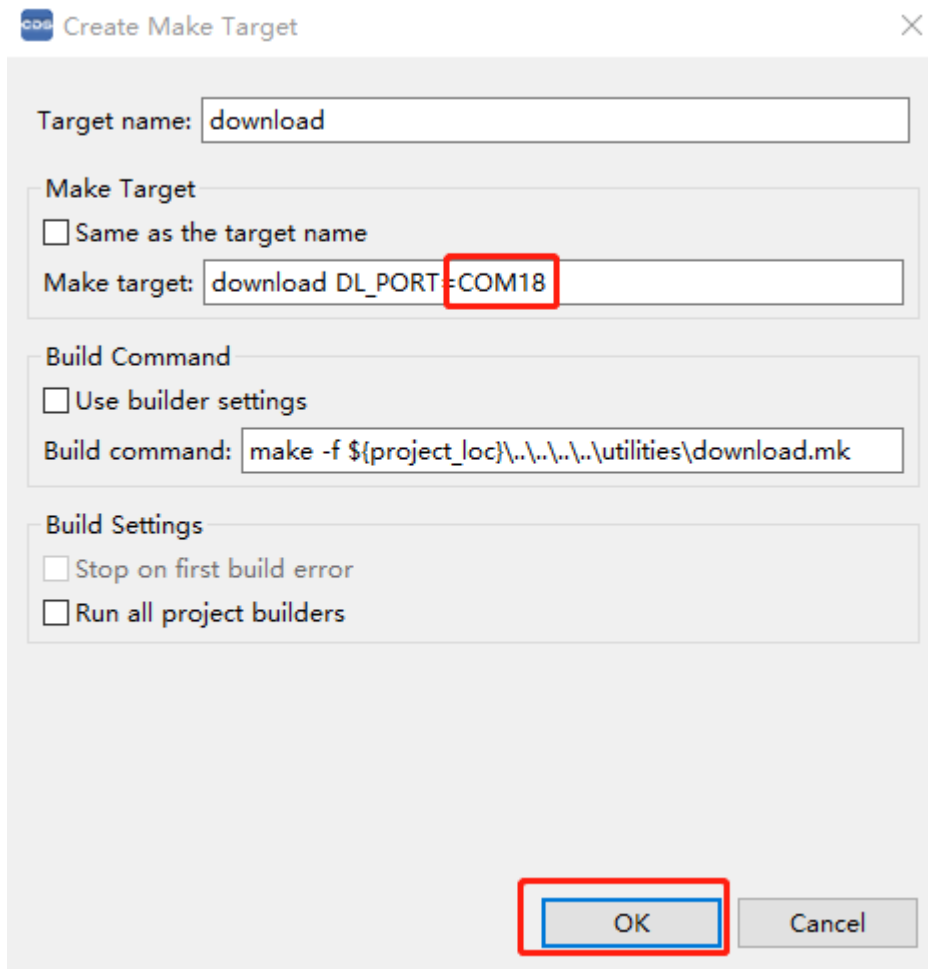 CDS Create Make Target
Target name: download
Make Target
Same as the target name
Make target: download DL_PORT=COM18
Build Command
Use builder settings
Build command: make -f ${project_loc}\..\..\..\..\utilities\download.mk
Build Settings
Stop on first build error
Run all project builders
OK Cancel